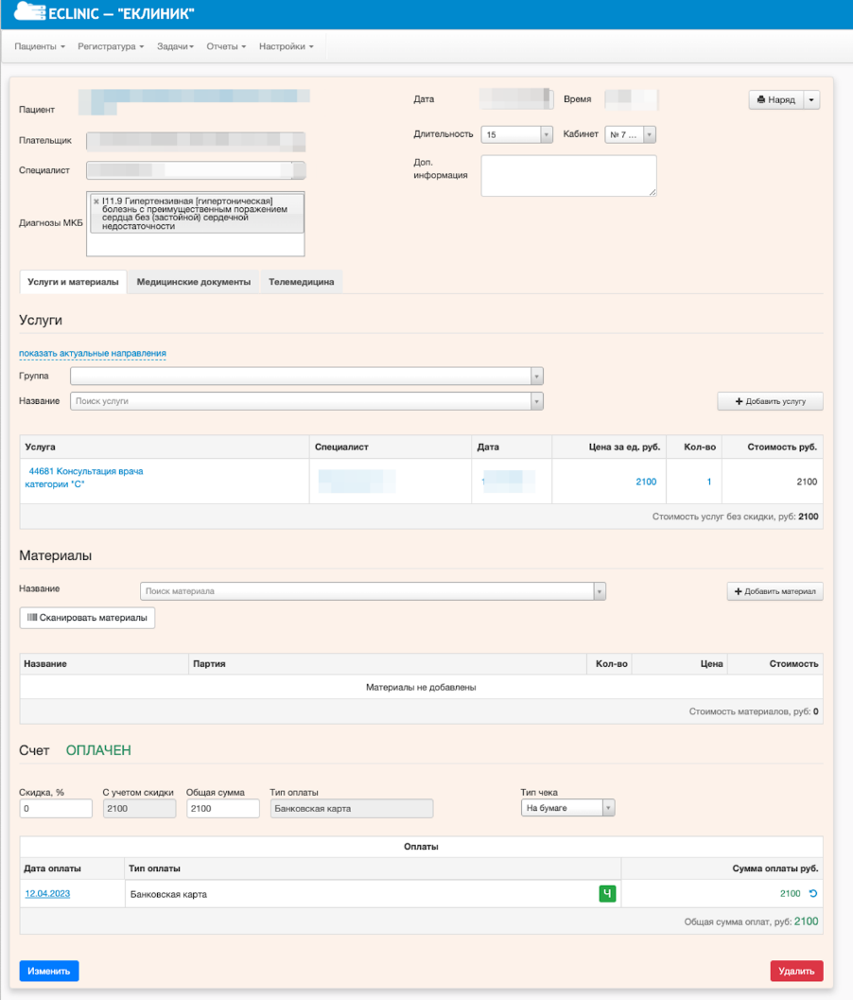 ECLINIC — "ЕКЛИНИК"
Пациенты Регистратура Задачи Отчеты Настройки
Пациент
Дата Время Наряд
Плательщик
Длительность 15 Кабинет № 7 ...
Специалист
Доп.
информация
Диагнозы МКБ
× I11.9 Гипертензивная [гипертоническая]
болезнь с преимущественным поражением
сердца без (застойной) сердечной
недостаточности
Услуги и материалы Медицинские документы Телемедицина
Услуги
показать актуальные направления
Группа
Название Поиск услуги + Добавить услугу
Услуга Специалист Дата Цена за ед. руб. Кол-во Стоимость руб.
44681 Консультация врача
категории "С"
2100 1 2100
Стоимость услуг без скидки, руб: 2100
Материалы
Название Поиск материала + Добавить материал
Сканировать материалы
Название Партия Кол-во Цена Стоимость
Материалы не добавлены
Стоимость материалов, руб: 0
Счет ОПЛАЧЕН
Скидка, % С учетом скидки Общая сумма Тип оплаты Тип чека
0 2100 2100 Банковская карта На бумаге
Оплаты
Дата оплаты Тип оплаты Сумма оплаты руб.
12.04.2023 Банковская карта Ч 2100
Общая сумма оплат, руб: 2100
Изменить Удалить